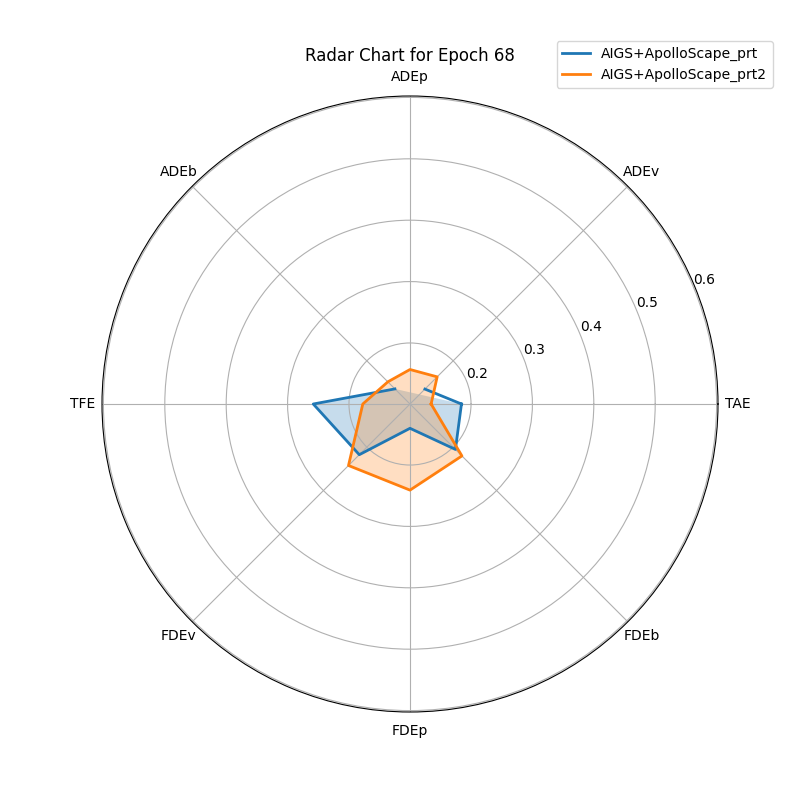 Radar Chart for Epoch 68
AIGS+ApolloScape_prt
AIGS+ApolloScape_prt2
ADEp
ADEb
ADEv
0.6
0.5
0.4
0.3
0.2
TFE
TAE
FDEv
FDEb
FDEp